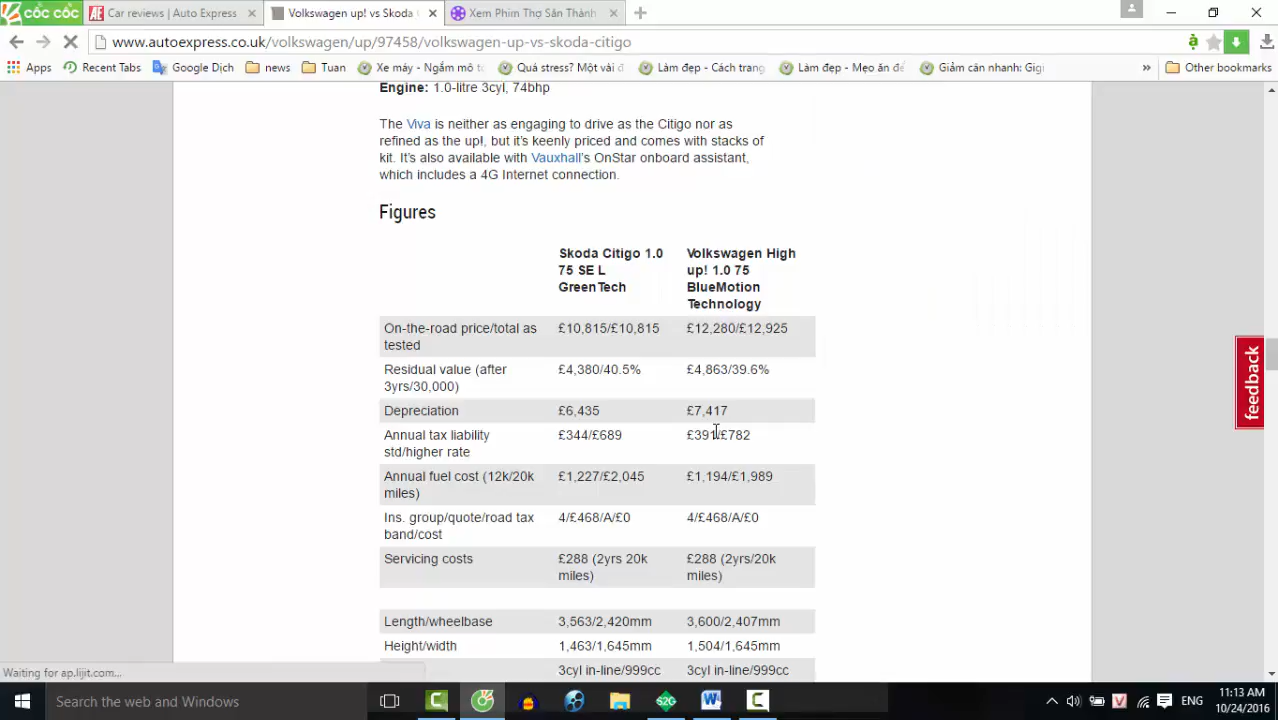 CỐC CỐC
Car reviews | Auto Express
Volkswagen up! vs Skoda
Xem Phim Thợ Săn Thành
www.autoexpress.co.uk/volkswagen/up/97458/volkswagen-up-vs-skoda-citigo
Apps
Recent Tabs
Google Dịch
news
Tuan
Xe máy - Ngắm mô tô
Quá stress? Một vài
Làm đẹp - Cách trang
Làm đẹp - Mẹo ăn
Giảm cân nhanh: Gigi
»
Other bookmarks
Engine: 1.0-litre 3cyl, 74bhp
The Viva is neither as engaging to drive as the Citigo nor as
refined as the up!, but it's keenly priced and comes with stacks of
kit. It's also available with Vauxhall's OnStar onboard assistant,
which includes a 4G Internet connection.
Figures
Skoda Citigo 1.0
75 SE L
GreenTech
Volkswagen High
up! 1.0 75
BlueMotion
Technology
On-the-road price/total as
tested
£10,815/£10,815
£12,280/£12,925
Residual value (after
3yrs/30,000)
£4,380/40.5%
£4,863/39.6%
Depreciation
£6,435
£7,417
Annual tax liability
std/higher rate
£344/£689
£391/£782
Annual fuel cost (12k/20k
miles)
£1,227/£2,045
£1,194/£1,989
Ins. group/quote/road tax
band/cost
4/£468/A/£0
4/£468/A/£0
Servicing costs
£288 (2yrs 20k
miles)
£288 (2yrs/20k
miles)
Length/wheelbase
3,563/2,420mm
3,600/2,407mm
Height/width
1,463/1,645mm
1,504/1,645mm
3cyl in-line/999cc
3cyl in-line/999cc
feedback
Waiting for ap.lijit.com...
Search the web and Windows
S2G
ENG
11:13 AM
10/24/2016